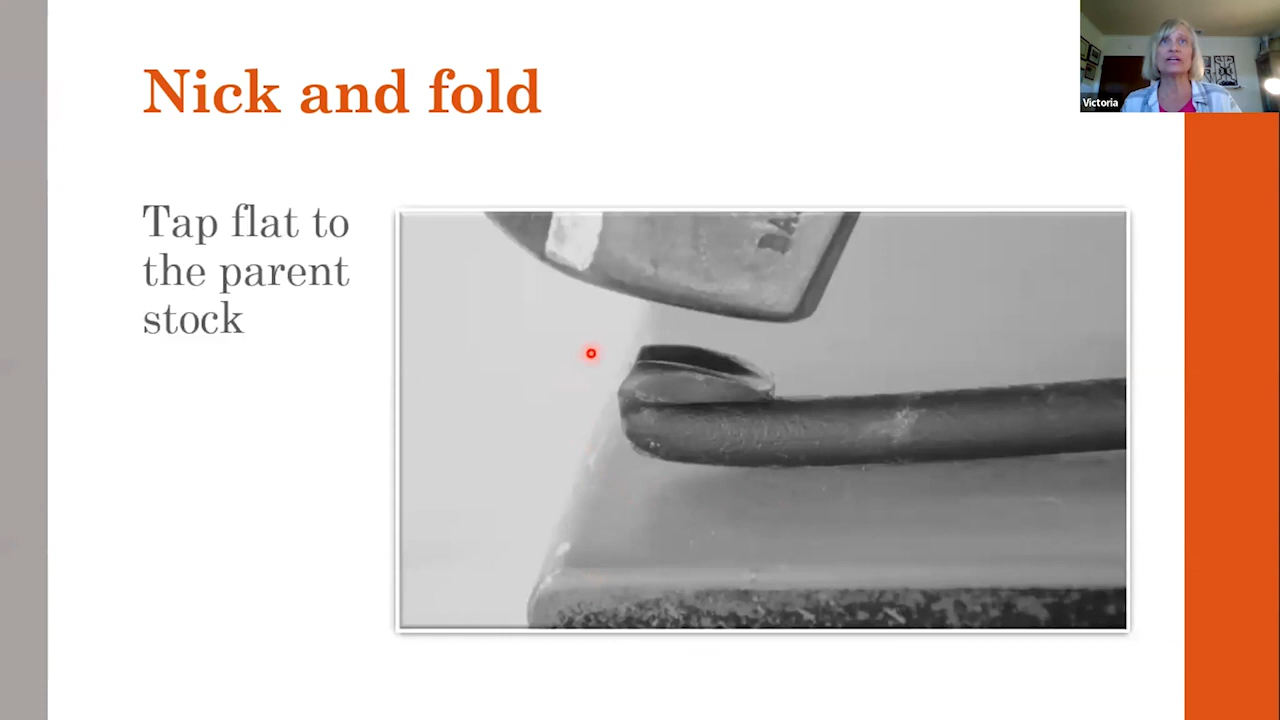 Nick and fold
Tap flat to
the parent
stock
Victoria